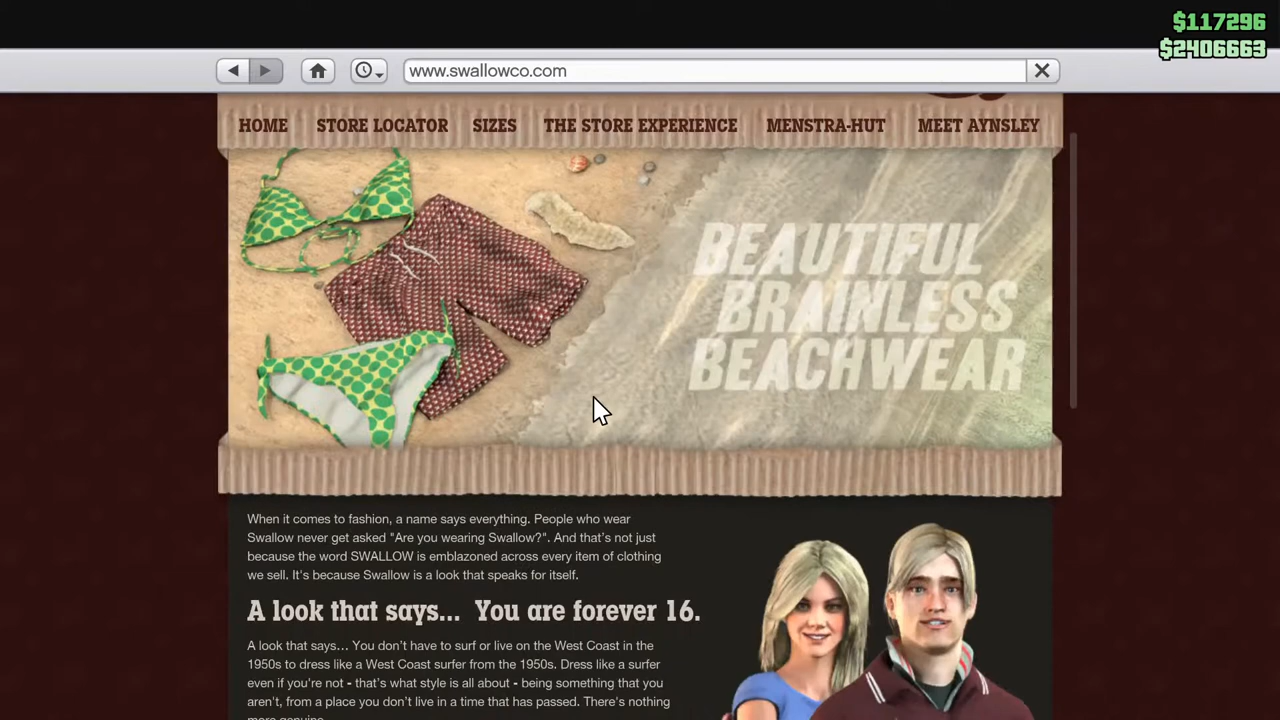 $117296
$2406663
www.swallowco.com
HOME STORE LOCATOR SIZES THE STORE EXPERIENCE MENSTRA-HUT MEET AYNSLEY
BEAUTIFUL
BRAINLESS
BEACHWEAR
When it comes to fashion, a name says everything. People who wear
Swallow never get asked "Are you wearing Swallow?". And that's not just
because the word SWALLOW is emblazoned across every item of clothing
we sell. It's because Swallow is a look that speaks for itself.
A look that says... You are forever 16.
A look that says... You don't have to surf or live on the West Coast in the
1950s to dress like a West Coast surfer from the 1950s. Dress like a surfer
even if you're not - that's what style is all about - being something that you
aren't, from a place you don't live in a time that has passed. There's nothing
more genuine